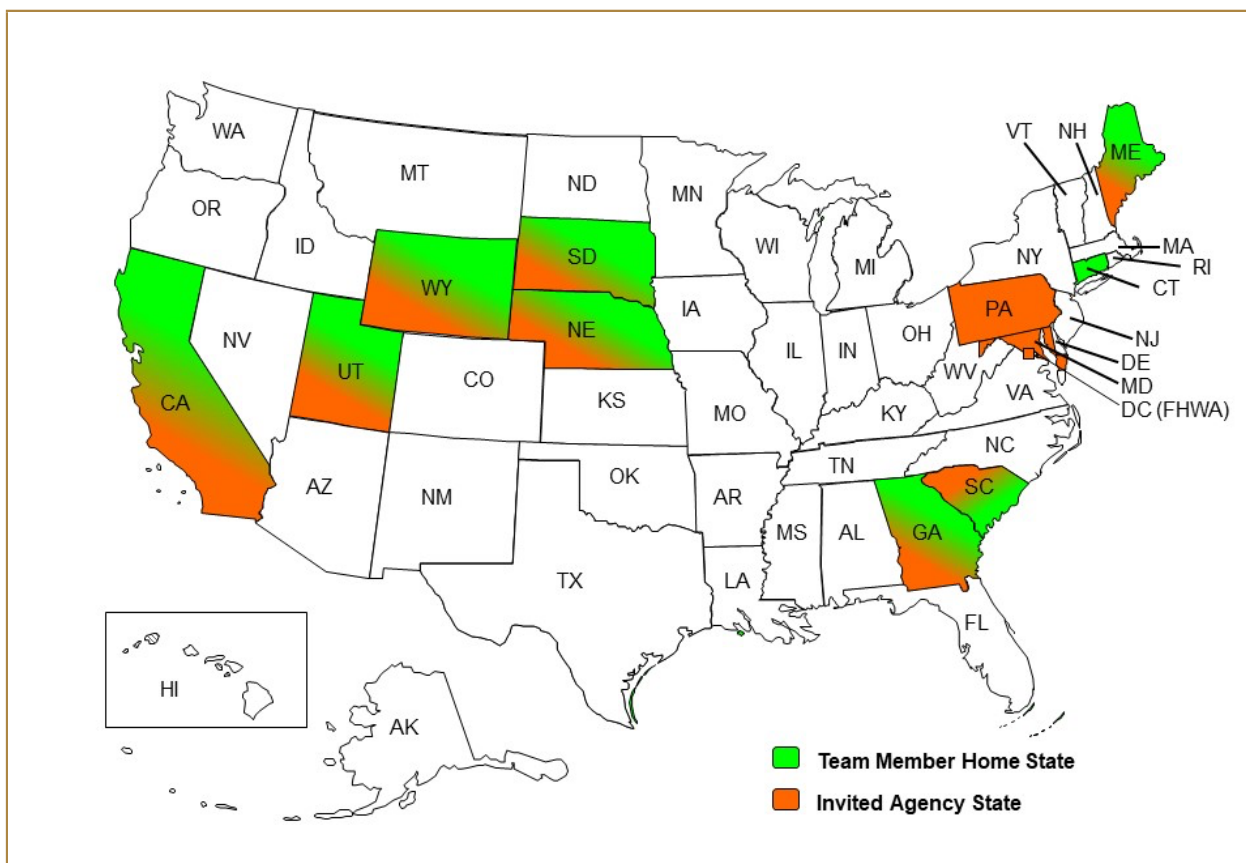 WA
MT
ND
MN
OR
ID
SD
WI
MI
VT
NH
ME
NY
MA
RI
CT
WY
NE
IA
PA
NJ
NV
UT
CO
IL
IN
OH
DE
MD
DC (FHWA)
WV
VA
CA
KS
MO
KY
AZ
NM
OK
AR
TN
NC
SC
MS
AL
GA
TX
LA
FL
HI
AK
Team Member Home State
Invited Agency State